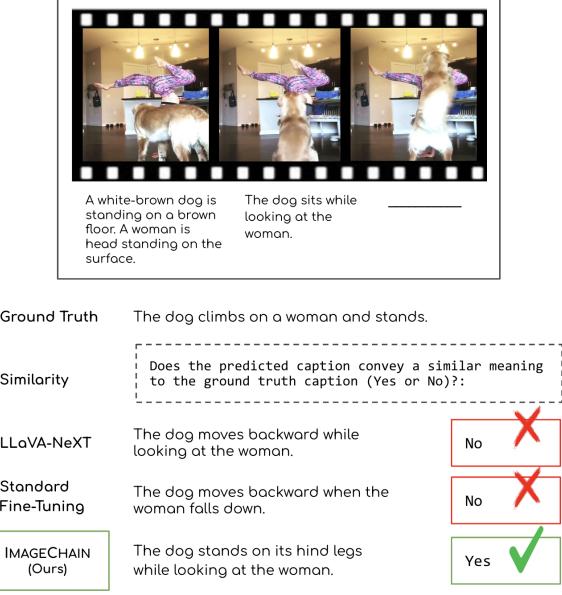 A white-brown dog is
standing on a brown
floor. A woman is
head standing on the
surface.
The dog sits while
looking at the
woman.
Ground Truth
The dog climbs on a woman and stands.
Similarity
Does the predicted caption convey a similar meaning
to the ground truth caption (Yes or No)?:
LLaVA-NeXT
The dog moves backward while
looking at the woman.
No
Standard
Fine-Tuning
The dog moves backward when the
woman falls down.
No
IMAGECHAIN
(Ours)
The dog stands on its hind legs
while looking at the woman.
Yes